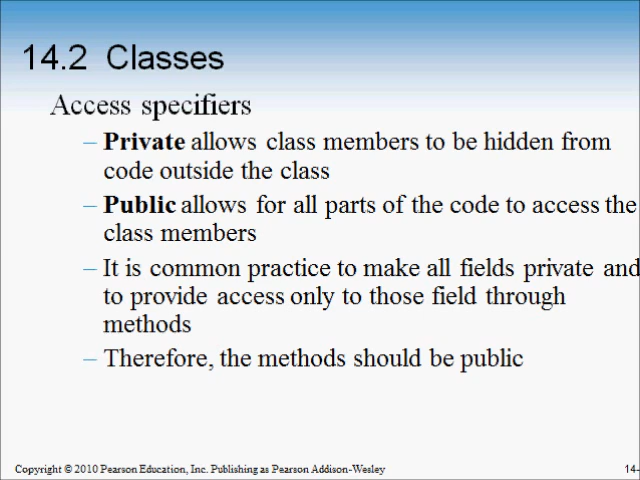 14.2 Classes
Access specifiers
– Private allows class members to be hidden from
code outside the class
– Public allows for all parts of the code to access the
class members
– It is common practice to make all fields private and
to provide access only to those field through
methods
– Therefore, the methods should be public
Copyright © 2010 Pearson Education, Inc. Publishing as Pearson Addison-Wesley
14-